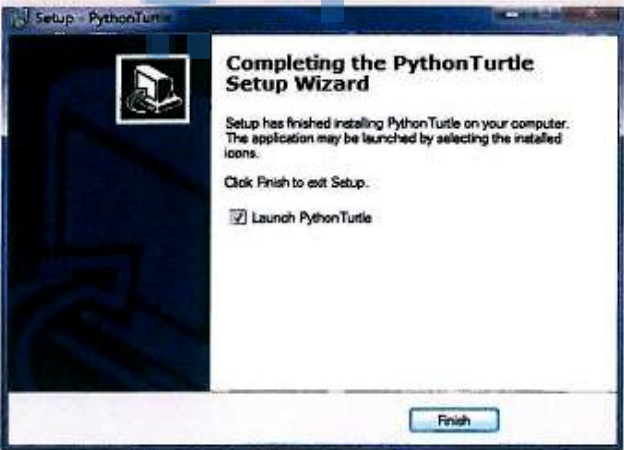 Setup - PythonTurtle
Completing the PythonTurtle
Setup Wizard
Setup has finished installing PythonTurtle on your computer.
The application may be launched by selecting the installed
icons.
Click Finish to exit Setup.
Launch PythonTurtle
Finish